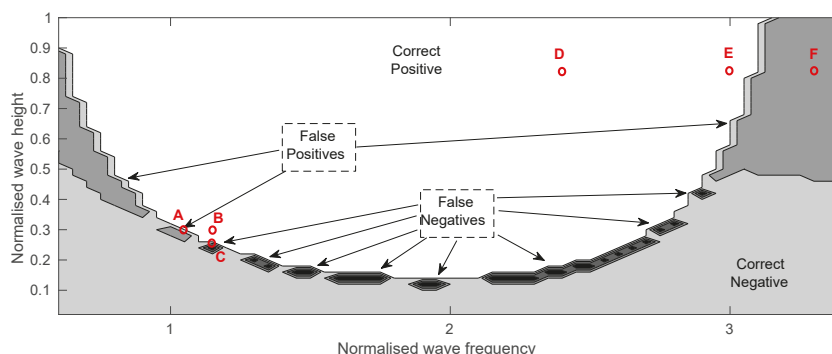 1
0.9
0.8
0.7
0.6
0.5
0.4
0.3
0.2
0.1
Normalised wave height
Correct
Positive
D
E
F
False
Positives
A
B
C
False
Negatives
Correct
Negative
1
2
3
Normalised wave frequency